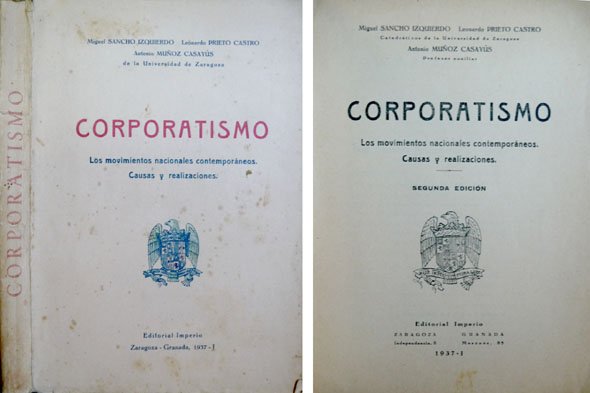 CORPORATISMO
Miguel SANCHO IZQUIERDO Leonardo PRIETO CASTRO
Antonio MUÑOZ CASAYÚS
de la Universidad de Zaragoza
CORPORATISMO
Los movimientos nacionales contemporáneos.
Causas y realizaciones.
Editorial Imperio
Zaragoza - Granada, 1937 - J
Miguel SANCHO IZQUIERDO Leonardo PRIETO CASTRO
Catedráticos de la Universidad de Zaragoza
Antonio MUÑOZ CASAYÚS
Profesor auxiliar
CORPORATISMO
Los movimientos nacionales contemporáneos.
Causas y realizaciones.
SEGUNDA EDICIÓN
Editorial Imperio
ZARAGOZA GRANADA
Independencia,
1937 - I